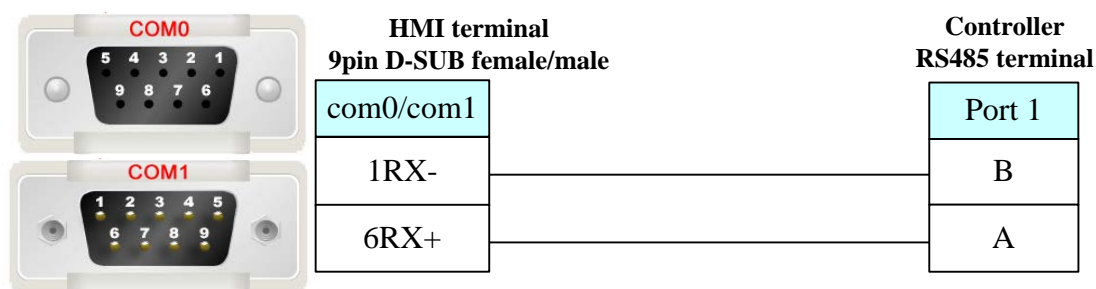 COM0
5 4 3 2 1
9 8 7 6
COM1
1 2 3 4 5
6 7 8 9
HMI terminal
9pin D-SUB female/male
com0/com1
1RX-
6RX+
Controller
RS485 terminal
Port 1
B
A